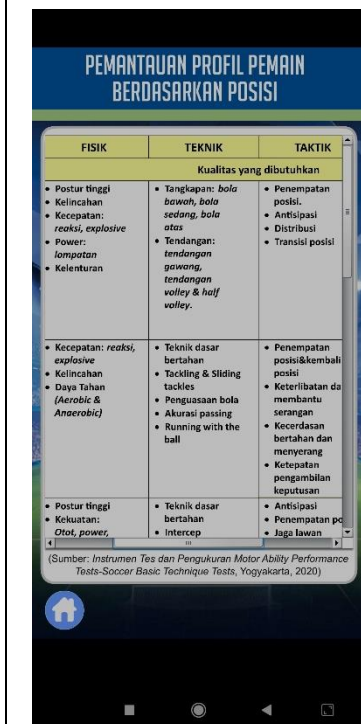 PEMANTAUAN PROFIL PEMAIN
BERDASARKAN POSISI
FISIK TEKNIK TAKTIK
Kualitas yang dibutuhkan
• Postur tinggi
• Kelincahan
• Kecepatan:
reaksi, explosive
• Power:
lompatan
• Kelenturan
• Tangkapan: bola
bawah, bola
sedang, bola
atas
• Tendangan:
tendangan
gawang,
tendangan
volley & half
volley.
• Penempatan
posisi.
• Antisipasi
• Distribusi
• Transisi posisi
• Kecepatan: reaksi,
explosive
• Kelincahan
• Daya Tahan
(Aerobic &
Anaerobic)
• Teknik dasar
bertahan
• Tackling & Sliding
tackles
• Penguasaan bola
• Akurasi passing
• Running with the
ball
• Penempatan
posisi&kembali
posisi
• Keterlibatan da
membantu
serangan
• Kecerdasan
bertahan dan
menyerang
• Ketepatan
pengambilan
keputusan
• Postur tinggi
• Kekuatan:
Otot, power,
• Teknik dasar
bertahan
• Intercep
• Antisipasi
• Penempatan po
• Jaga lawan
(Sumber: Instrumen Tes dan Pengukuran Motor Ability Performance
Tests-Soccer Basic Technique Tests, Yogyakarta, 2020)